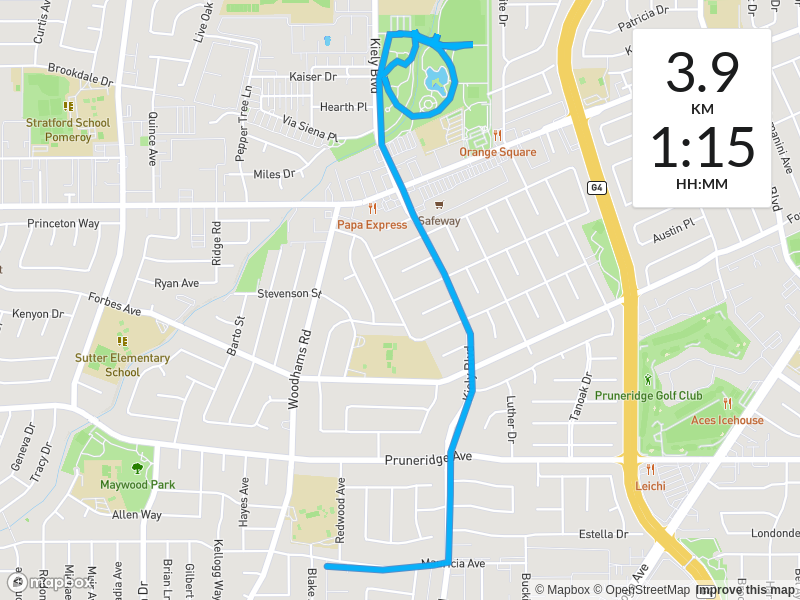 Curtis Ave
Live Oak
Kiely Blvd
Patricia Dr
Brookdale Dr
Kaiser Dr
Hearth Pl
Pepper Tree Ln
Via Siena Pl
Stratford School
Pomeroy
Quince Ave
Miles Dr
Orange Square
3.9
KM
1:15
HH:MM
G4
Princeton Way
Ridge Rd
Papa Express
Safeway
Austin Pl
Blvd
Ryan Ave
Stevenson St
Forbes Ave
Kenyon Dr
Barto St
Woodhams Rd
Sutter Elementary
School
Kiely Blvd
Luther Dr
Tanoak Dr
Pruneridge Golf Club
Aces Icehouse
Geneva Dr
Tracy Dr
Pruneridge Ave
Maywood Park
Leichi
Hayes Ave
Redwood Ave
Allen Way
Kellogg Way
Estella Dr
Londonde
Gilbert
Brian Ln
Blake
Ave
mapbox
© Mapbox © OpenStreetMap Improve this map